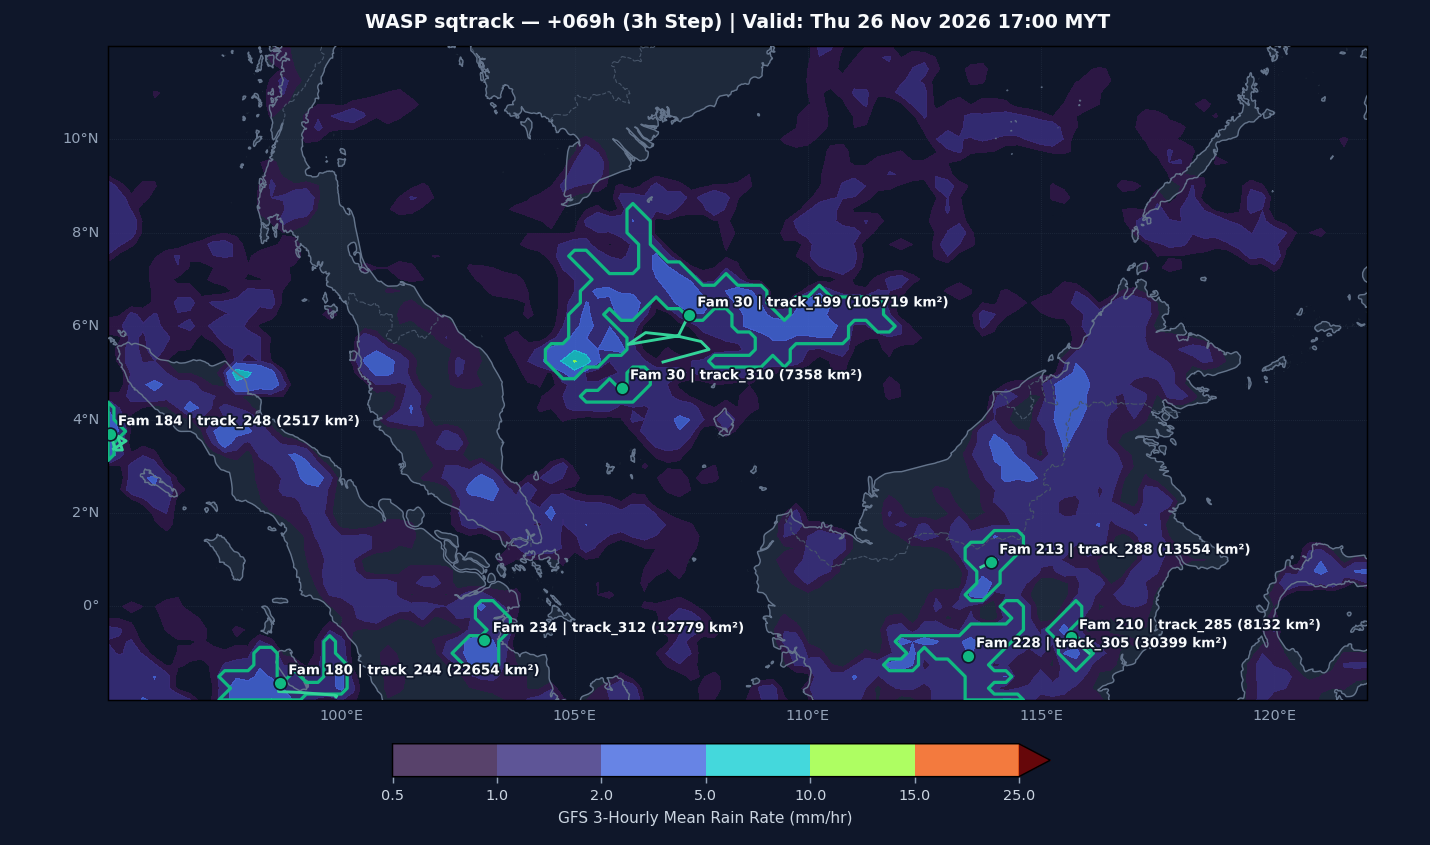 WASP sqtrack — +069h (3h Step) | Valid: Thu 26 Nov 2026 17:00 MYT
10°N
8°N
6°N
4°N
2°N
0°
Fam 30 | track_199 (105719 km²)
Fam 30 | track_310 (7358 km²)
Fam 184 | track_248 (2517 km²)
Fam 213 | track_288 (13554 km²)
Fam 234 | track_312 (12779 km²)
Fam 210 | track_285 (8132 km²)
Fam 228 | track_305 (30399 km²)
Fam 180 | track_244 (22654 km²)
100°E
105°E
110°E
115°E
120°E
0.5
1.0
2.0
5.0
10.0
15.0
25.0
GFS 3-Hourly Mean Rain Rate (mm/hr)